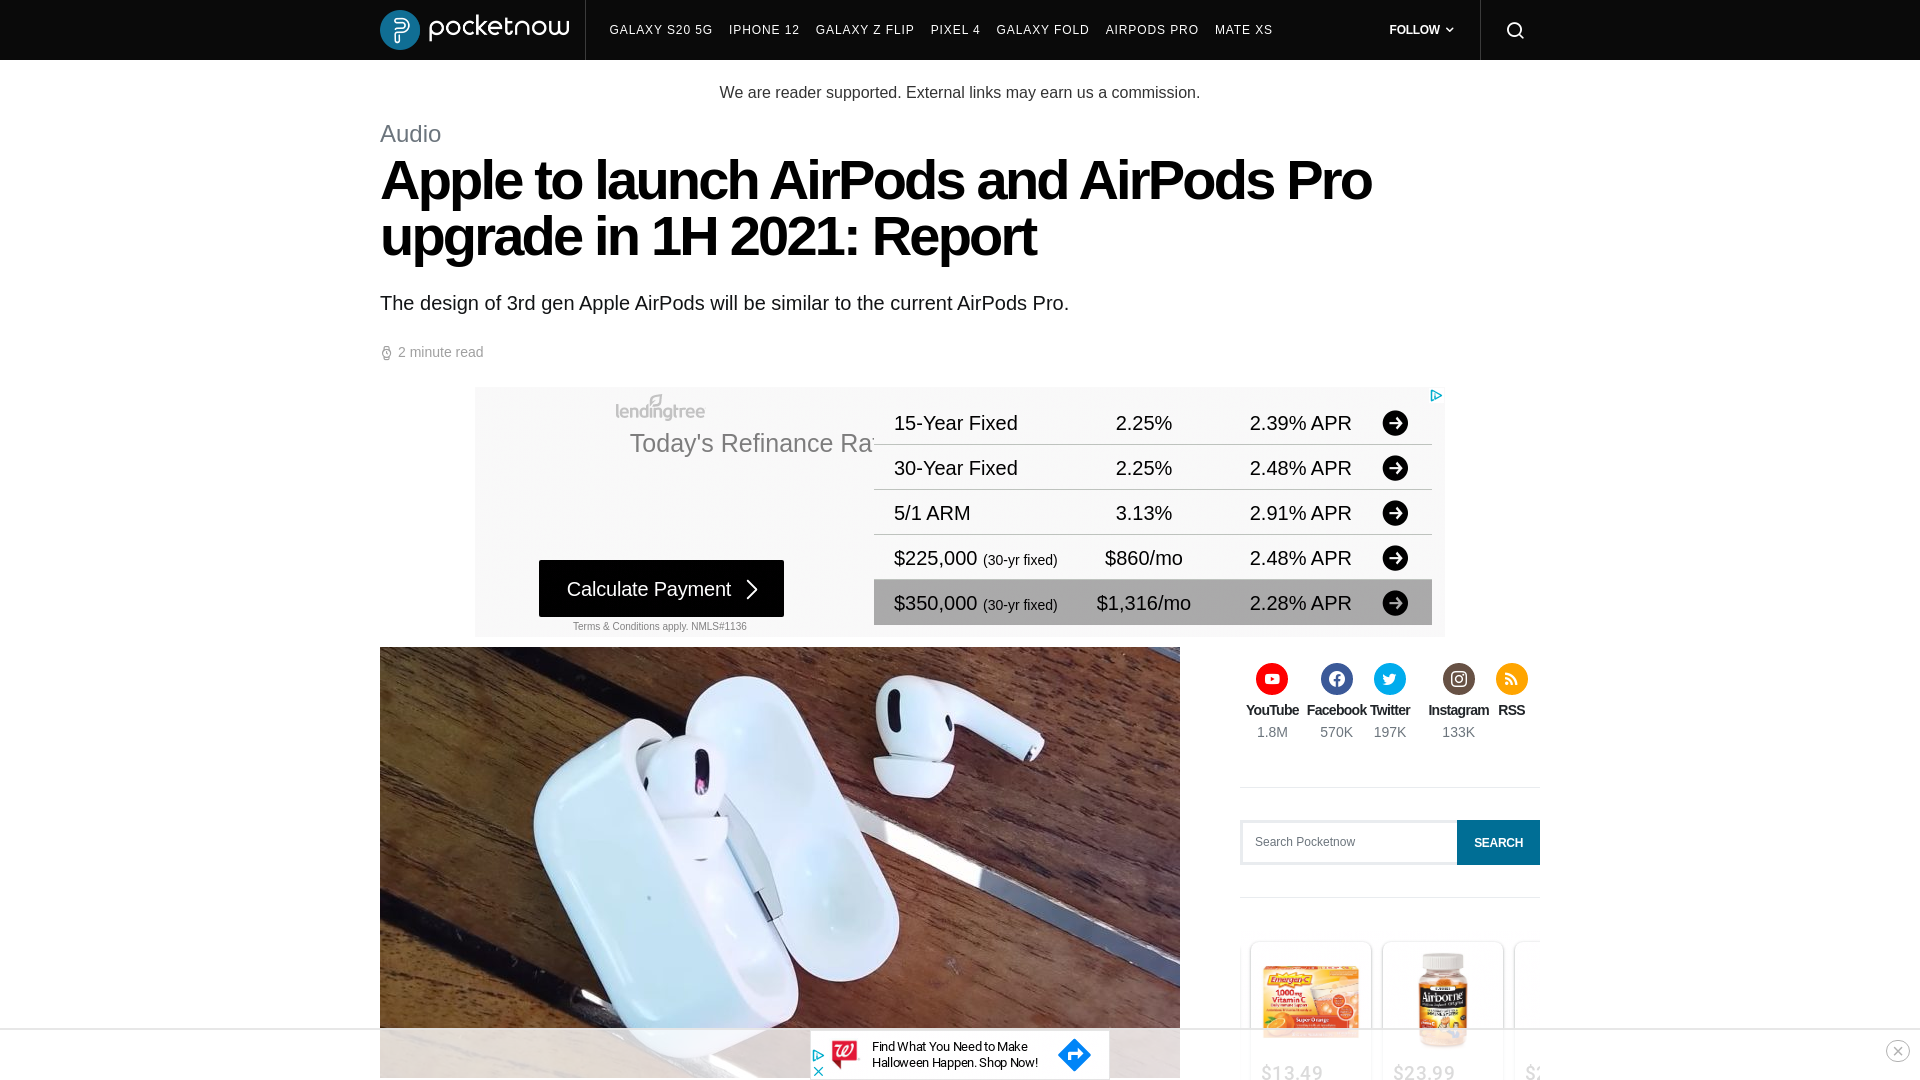 pocketnow
GALAXY S20 5G IPHONE 12 GALAXY Z FLIP PIXEL 4 GALAXY FOLD AIRPODS PRO MATE XS FOLLOW
We are reader supported. External links may earn us a commission.
Audio
Apple to launch AirPods and AirPods Pro
upgrade in 1H 2021: Report
The design of 3rd gen Apple AirPods will be similar to the current AirPods Pro.
2 minute read
lendingtree
Today's Refinance Ra
15-Year Fixed 2.25% 2.39% APR
30-Year Fixed 2.25% 2.48% APR
5/1 ARM 3.13% 2.91% APR
$225,000 (30-yr fixed) $860/mo 2.48% APR
$350,000 (30-yr fixed) $1,316/mo 2.28% APR
Calculate Payment
Terms & Conditions apply. NMLS#1136
YouTube Facebook Twitter Instagram RSS
1.8M 570K 197K 133K
Search Pocketnow SEARCH
Emergen-C
1,000mg
Vitamin C
Super Orange
Airborne
$13.49 $23.99
Find What You Need to Make
Halloween Happen. Shop Now!